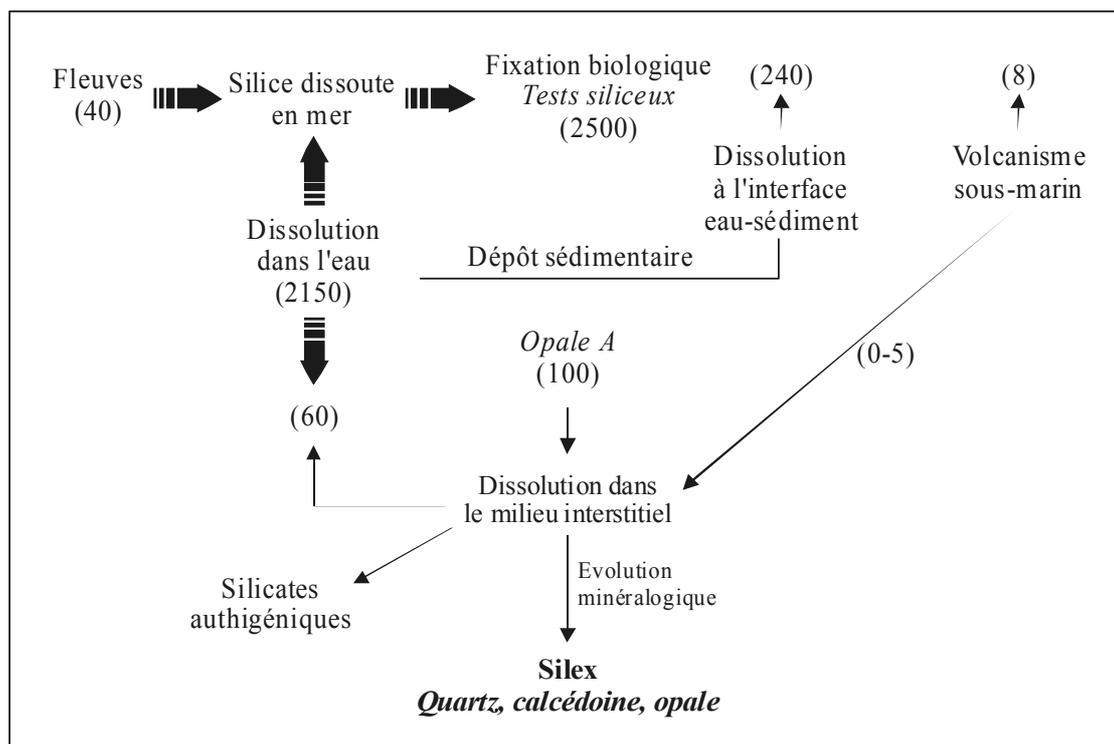 Fleuves
(40)
Silice dissoute
en mer
Fixation biologique
Tests siliceux
(2500)
(240)
(8)
Dissolution
à l'interface
eau-sédiment
Volcanisme
sous-marin
Dissolution
dans l'eau
(2150)
Dépôt sédimentaire
Opale A
(100)
(0-5)
(60)
Dissolution dans
le milieu interstitiel
Silicates
authigéniques
Evolution
minéralogique
Silex
Quartz, calcédoine, opale